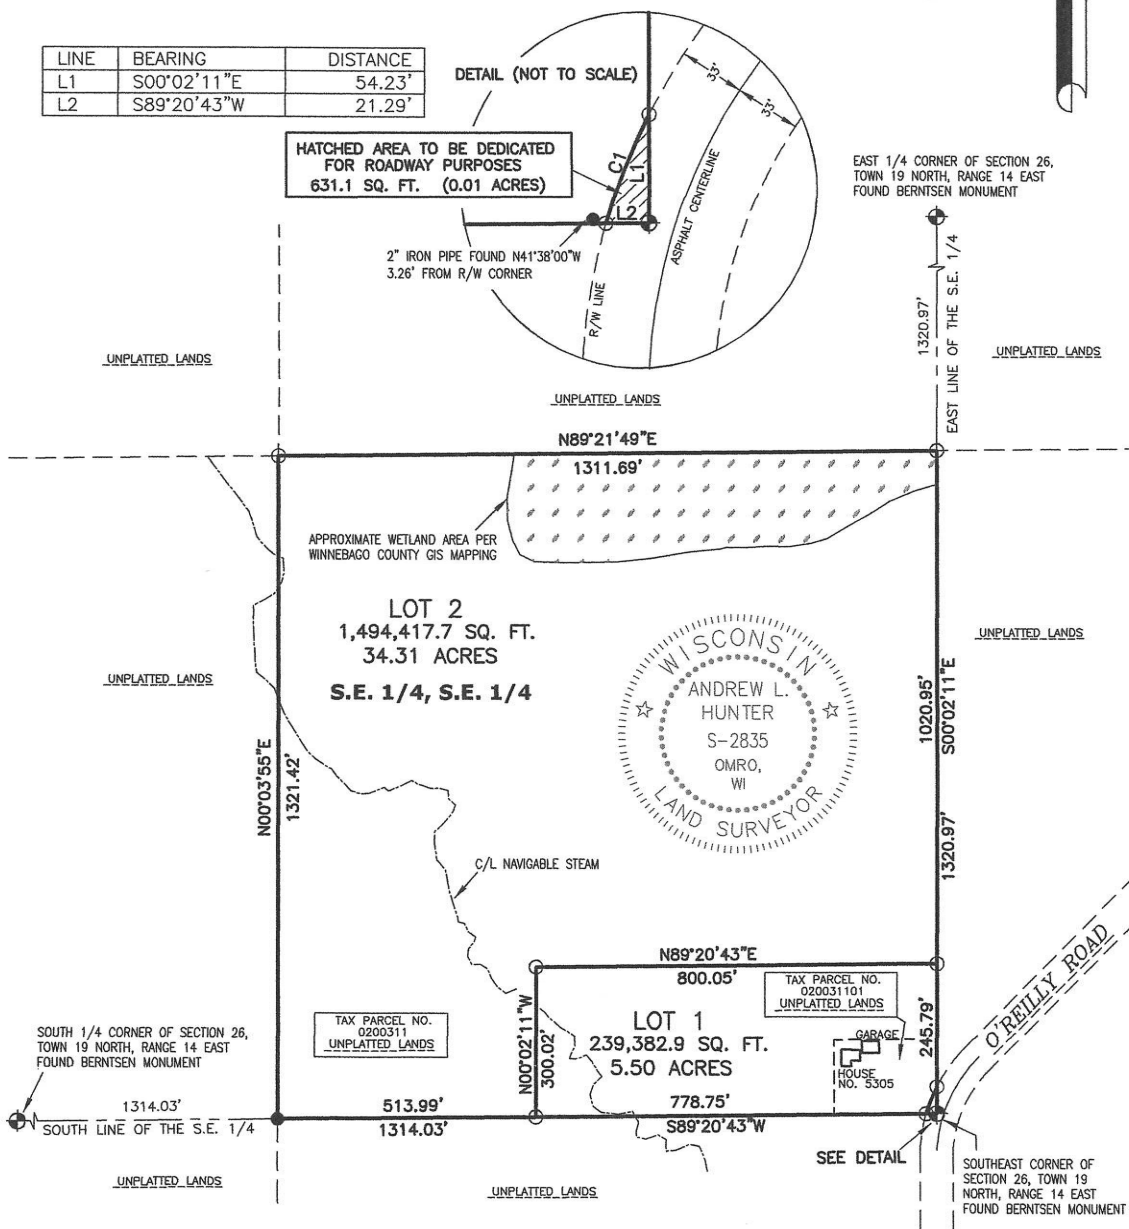 LINE BEARING DISTANCE
L1 S00°02'11"E 54.23'
L2 S89°20'43"W 21.29'
DETAIL (NOT TO SCALE)
33'
33'
HATCHED AREA TO BE DEDICATED
FOR ROADWAY PURPOSES
631.1 SQ. FT. (0.01 ACRES)
C1
L1
L2
ASPHALT CENTERLINE
R/W LINE
2" IRON PIPE FOUND N41°38'00"W
3.26' FROM R/W CORNER
EAST 1/4 CORNER OF SECTION 26,
TOWN 19 NORTH, RANGE 14 EAST
FOUND BERNTSEN MONUMENT
1320.97'
EAST LINE OF THE S.E. 1/4
UNPLATTED LANDS
UNPLATTED LANDS
UNPLATTED LANDS
N89°21'49"E
1311.69'
APPROXIMATE WETLAND AREA PER
WINNEBAGO COUNTY GIS MAPPING
LOT 2
1,494,417.7 SQ. FT.
34.31 ACRES
S.E. 1/4, S.E. 1/4
WISCONSIN
ANDREW L.
HUNTER
S-2835
OMRO,
WI
LAND SURVEYOR
UNPLATTED LANDS
UNPLATTED LANDS
1020.95'
S00°02'11"E
1320.97'
N00°03'55"E
1321.42'
C/L NAVIGABLE STEAM
N89°20'43"E
800.05'
TAX PARCEL NO.
020031101
UNPLATTED LANDS
TAX PARCEL NO.
0200311
UNPLATTED LANDS
N00°02'11"W
300.02'
LOT 1
239,382.9 SQ. FT.
5.50 ACRES
GARAGE
HOUSE
NO. 5305
245.79'
O'REILLY ROAD
SOUTH 1/4 CORNER OF SECTION 26,
TOWN 19 NORTH, RANGE 14 EAST
FOUND BERNTSEN MONUMENT
1314.03'
SOUTH LINE OF THE S.E. 1/4
513.99'
1314.03'
778.75'
S89°20'43"W
SEE DETAIL
SOUTHEAST CORNER OF
SECTION 26, TOWN 19
NORTH, RANGE 14 EAST
FOUND BERNTSEN MONUMENT
UNPLATTED LANDS
UNPLATTED LANDS